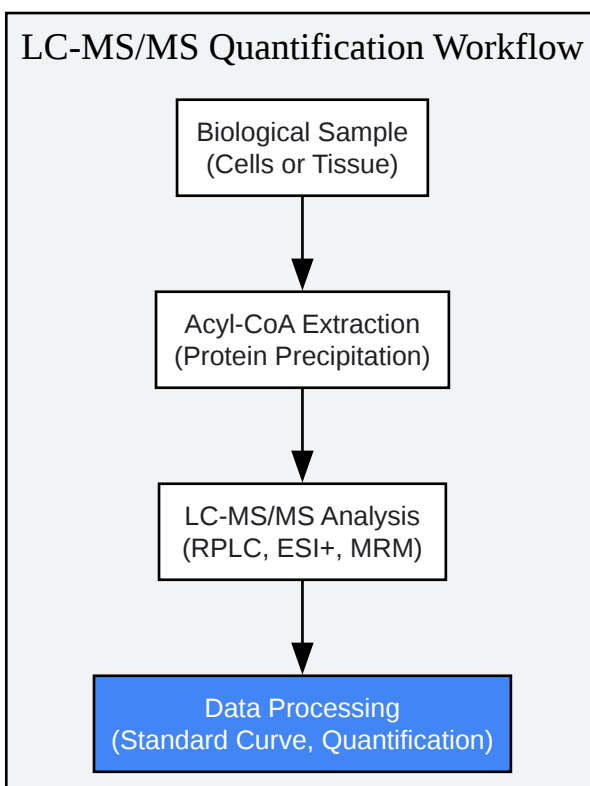 LC-MS/MS Quantification Workflow
Biological Sample
(Cells or Tissue)
Acyl-CoA Extraction
(Protein Precipitation)
LC-MS/MS Analysis
(RPLC, ESI+, MRM)
Data Processing
(Standard Curve, Quantification)